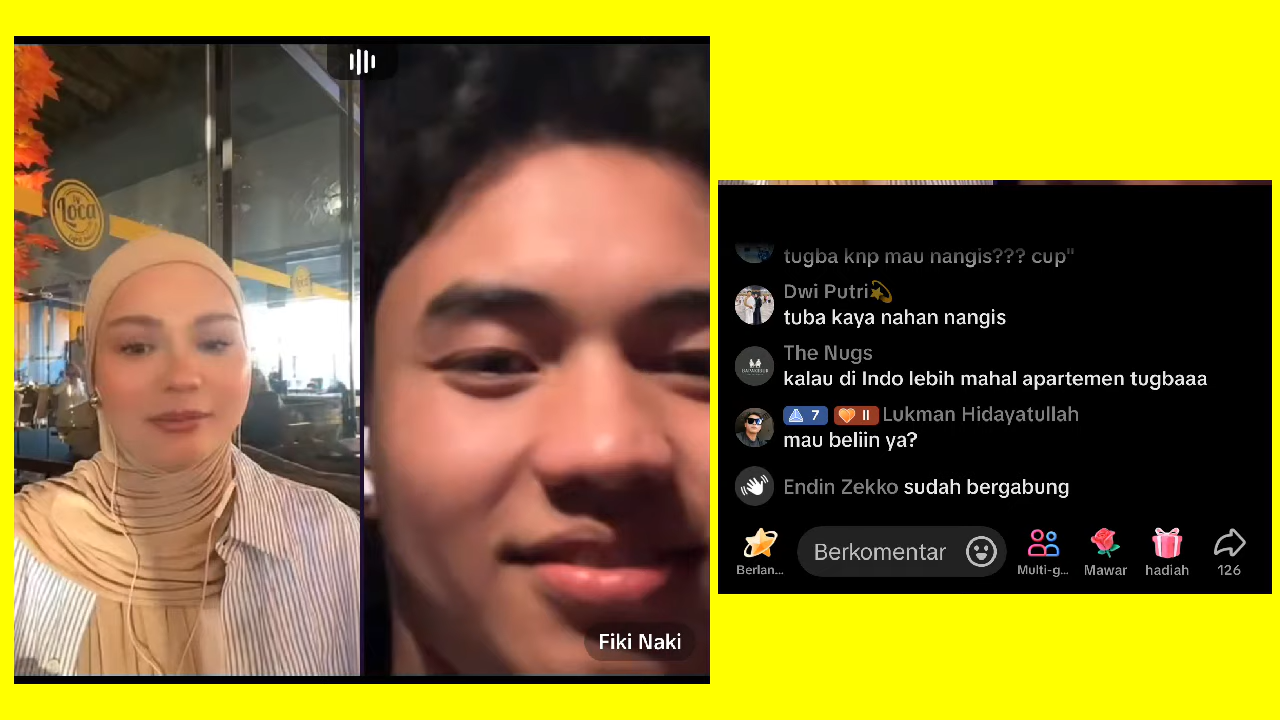 Loca
Fiki Naki
tugba knp mau nangis??? cup"
Dwi Putri💫
tuba kaya nahan nangis
The Nugs
kalau di Indo lebih mahal apartemen tugbaaa
7 II Lukman Hidayatullah
mau beliin ya?
Endin Zekko sudah bergabung
Berkomentar
Berlan... Multi-g... Mawar hadiah 126